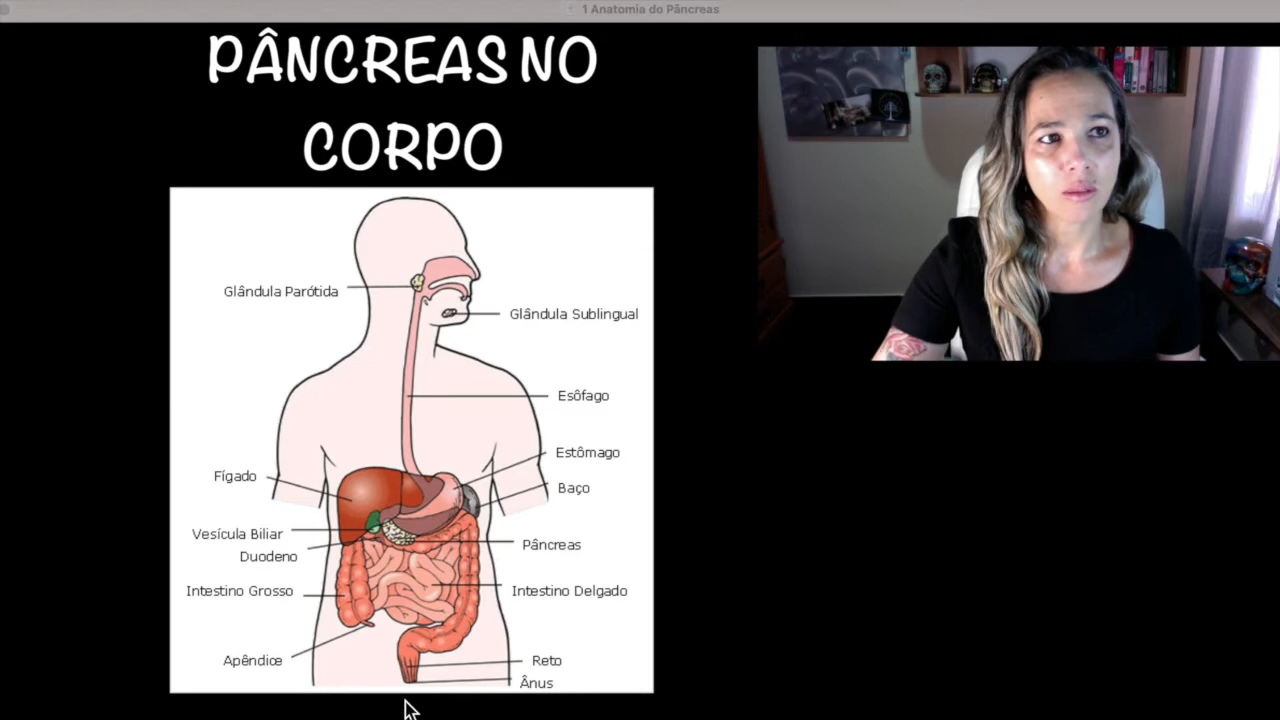 1 Anatomia do Pâncreas
PÂNCREAS NO
CORPO
Glândula Parótida
Glândula Sublingual
Esôfago
Estômago
Fígado
Baço
Vesícula Biliar
Pâncreas
Duodeno
Intestino Grosso
Intestino Delgado
Apêndice
Reto
Ânus